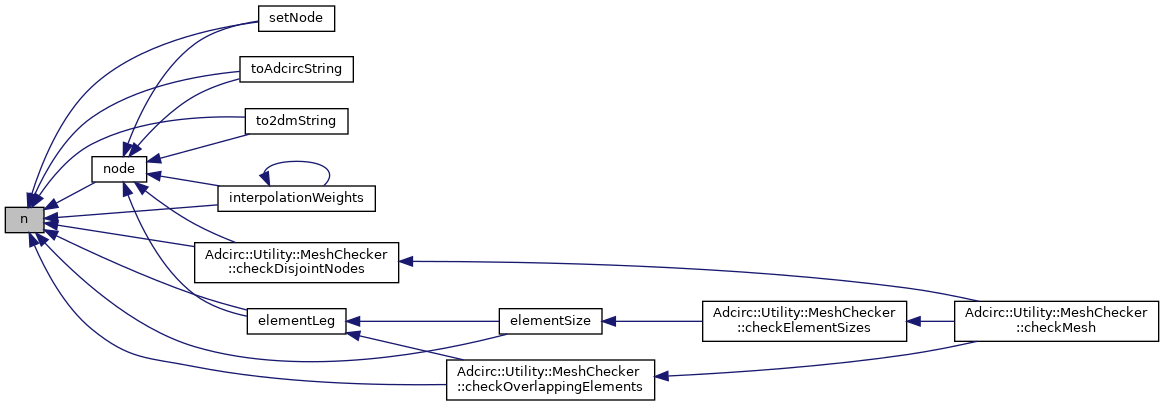 setNode
toAdcircString
to2dmString
node
interpolationWeights
n
Adcirc::Utility::MeshChecker
::checkDisjointNodes
elementLeg
elementSize
Adcirc::Utility::MeshChecker
::checkElementSizes
Adcirc::Utility::MeshChecker
::checkMesh
Adcirc::Utility::MeshChecker
::checkOverlappingElements